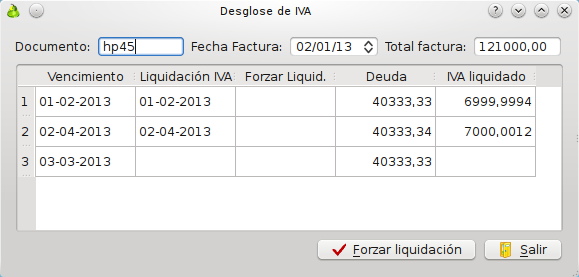 Desglose de IVA
Documento: hp45 Fecha Factura: 02/01/13 Total factura: 121000,00
Vencimiento Liquidación IVA Forzar Liquid. Deuda IVA liquidado
1 01-02-2013 01-02-2013 40333,33 6999,9994
2 02-04-2013 02-04-2013 40333,34 7000,0012
3 03-03-2013 40333,33
Forzar liquidación Salir